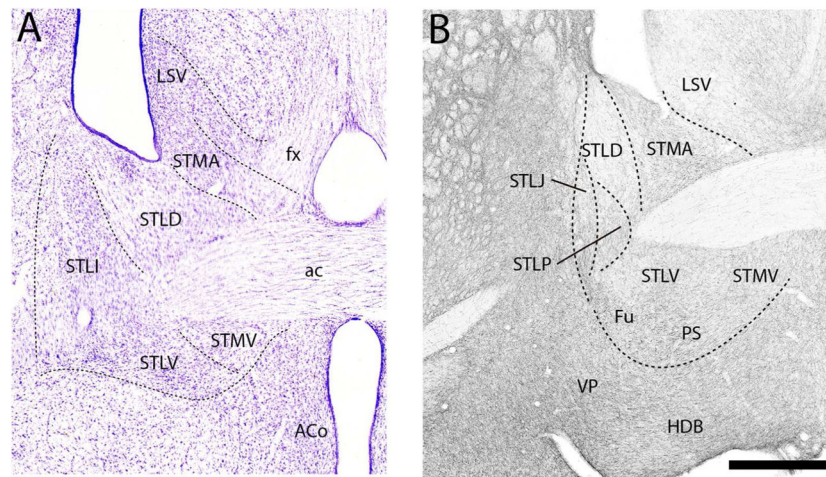 A
LSV
STMA
fx
STLD
STLI
ac
STMV
STLV
ACo
B
LSV
STLD
STMA
STLJ
STLP
STLV
STMV
Fu
PS
VP
HDB